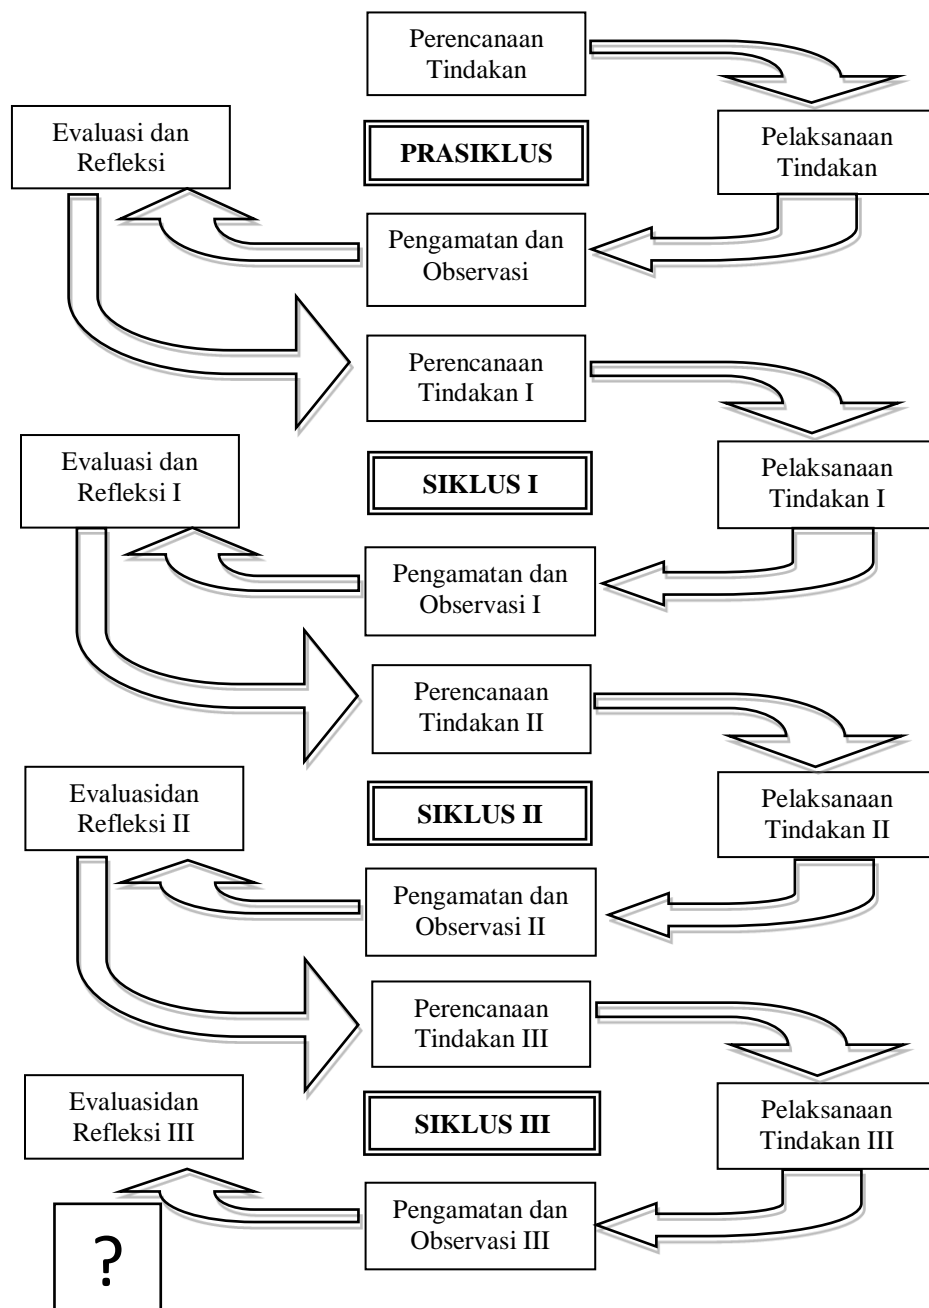 Perencanaan
Tindakan
Evaluasi dan
Refleksi
PRASIKLUS
Pelaksanaan
Tindakan
Pengamatan dan
Observasi
Perencanaan
Tindakan I
Evaluasi dan
Refleksi I
SIKLUS I
Pelaksanaan
Tindakan I
Pengamatan dan
Observasi I
Perencanaan
Tindakan II
Evaluasidan
Refleksi II
SIKLUS II
Pelaksanaan
Tindakan II
Pengamatan dan
Observasi II
Perencanaan
Tindakan III
Evaluasidan
Refleksi III
SIKLUS III
Pelaksanaan
Tindakan III
Pengamatan dan
Observasi III
?